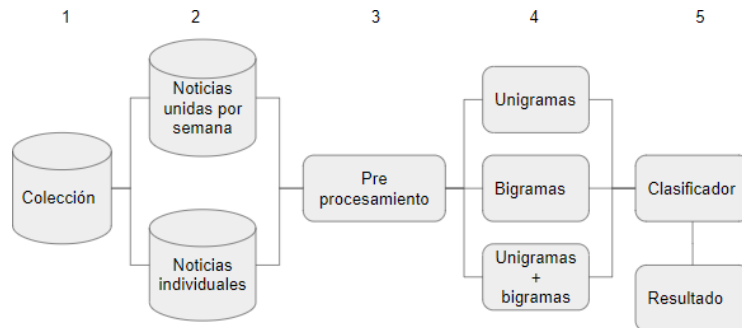 1 2 3 4 5
Colección
Noticias
unidas por
semana
Noticias
individuales
Pre
procesamiento
Unigramas
Bigramas
Unigramas
+
bigramas
Clasificador
Resultado